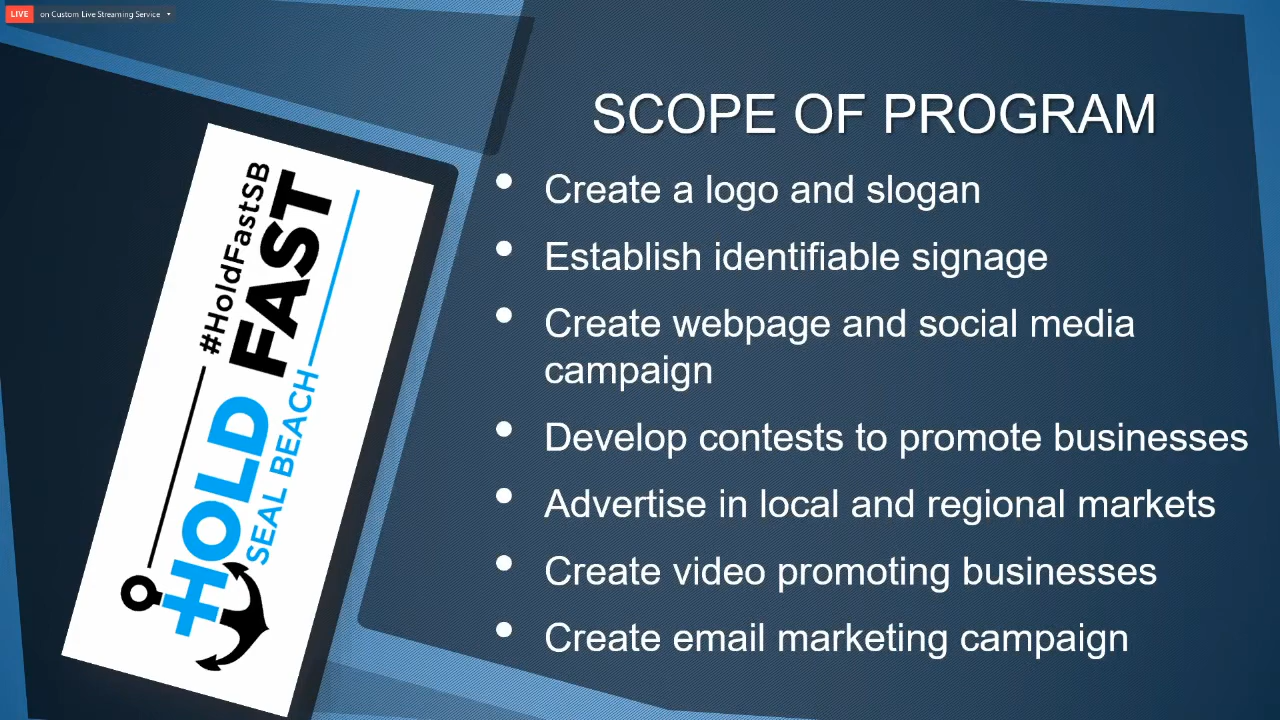 LIVE on Custom Live Streaming Service
SCOPE OF PROGRAM
• Create a logo and slogan
• Establish identifiable signage
• Create webpage and social media
campaign
• Develop contests to promote businesses
• Advertise in local and regional markets
• Create video promoting businesses
• Create email marketing campaign
#HoldFastSB
HOLD FAST
SEAL BEACH